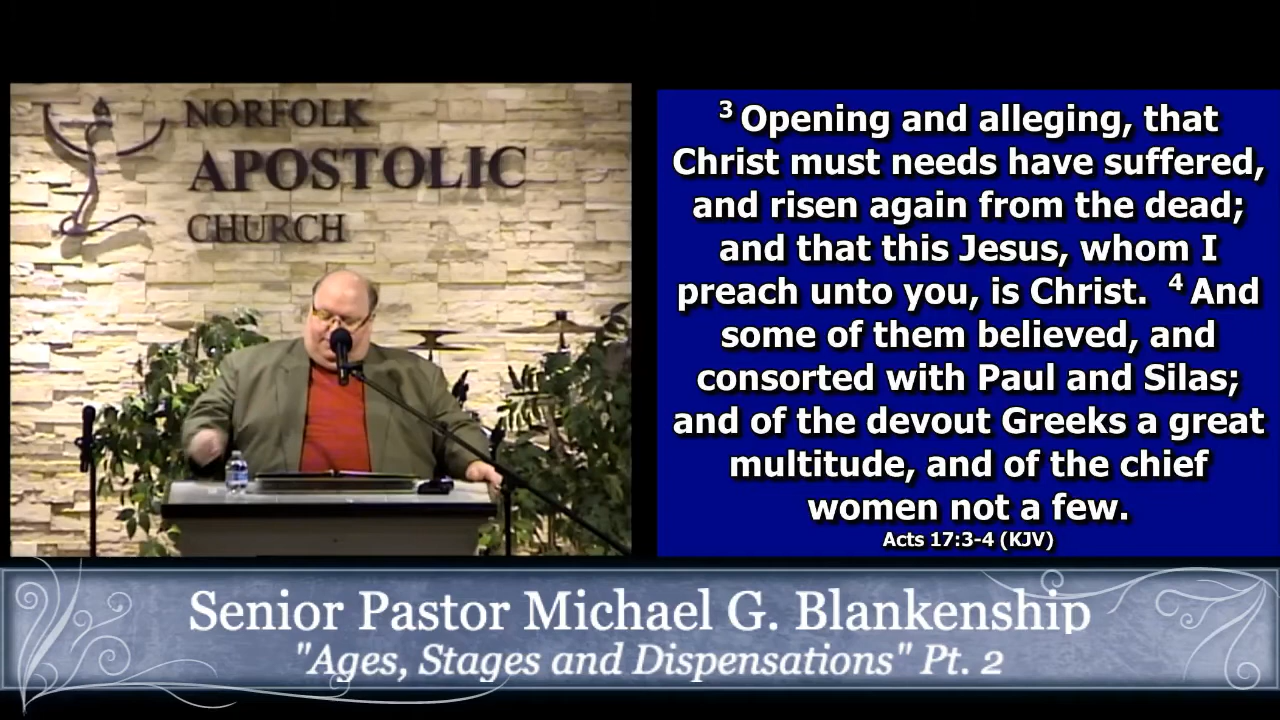 NORFOLK
APOSTOLIC
CHURCH
3 Opening and alleging, that
Christ must needs have suffered,
and risen again from the dead;
and that this Jesus, whom I
preach unto you, is Christ. 4 And
some of them believed, and
consorted with Paul and Silas;
and of the devout Greeks a great
multitude, and of the chief
women not a few.
Acts 17:3-4 (KJV)
Senior Pastor Michael G. Blankenship
"Ages, Stages and Dispensations" Pt. 2